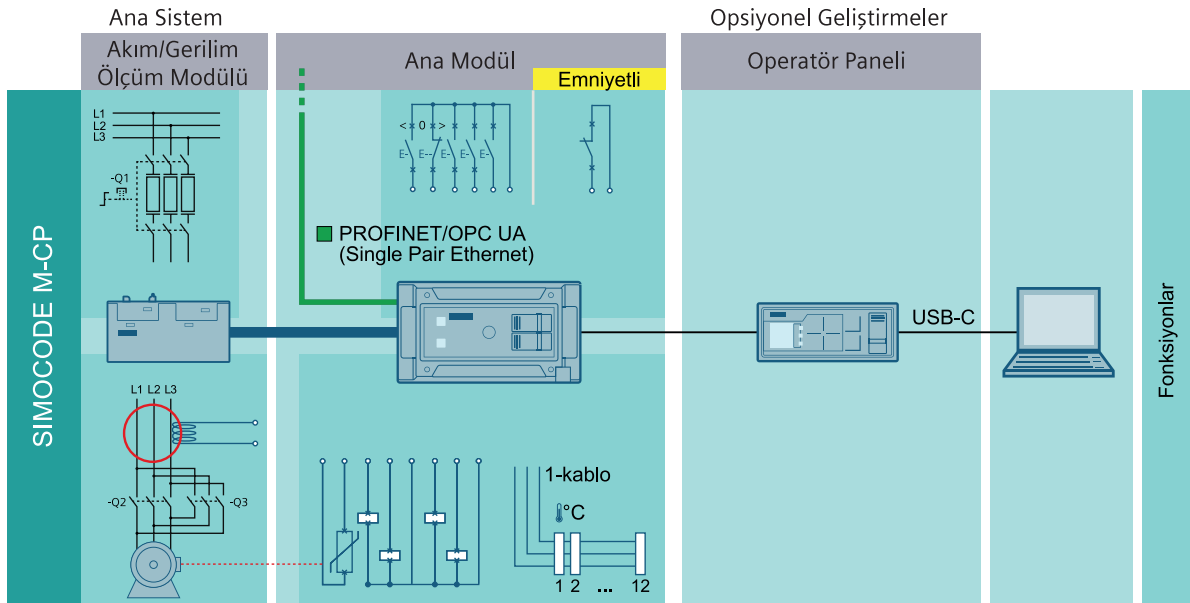 Ana Sistem
Opsiyonel Geliştirmeler
Akım/Gerilim
Ölçüm Modülü
Ana Modül
Operatör Paneli
Emniyetli
L1
L2
L3
< 0 >
E- E-- E- E- E-
-Q1
PROFINET/OPC UA
(Single Pair Ethernet)
SIMOCODE M-CP
USB-C
Fonksiyonlar
L1 L2 L3
1-kablo
°C
-Q2
-Q3
1 2 ... 12